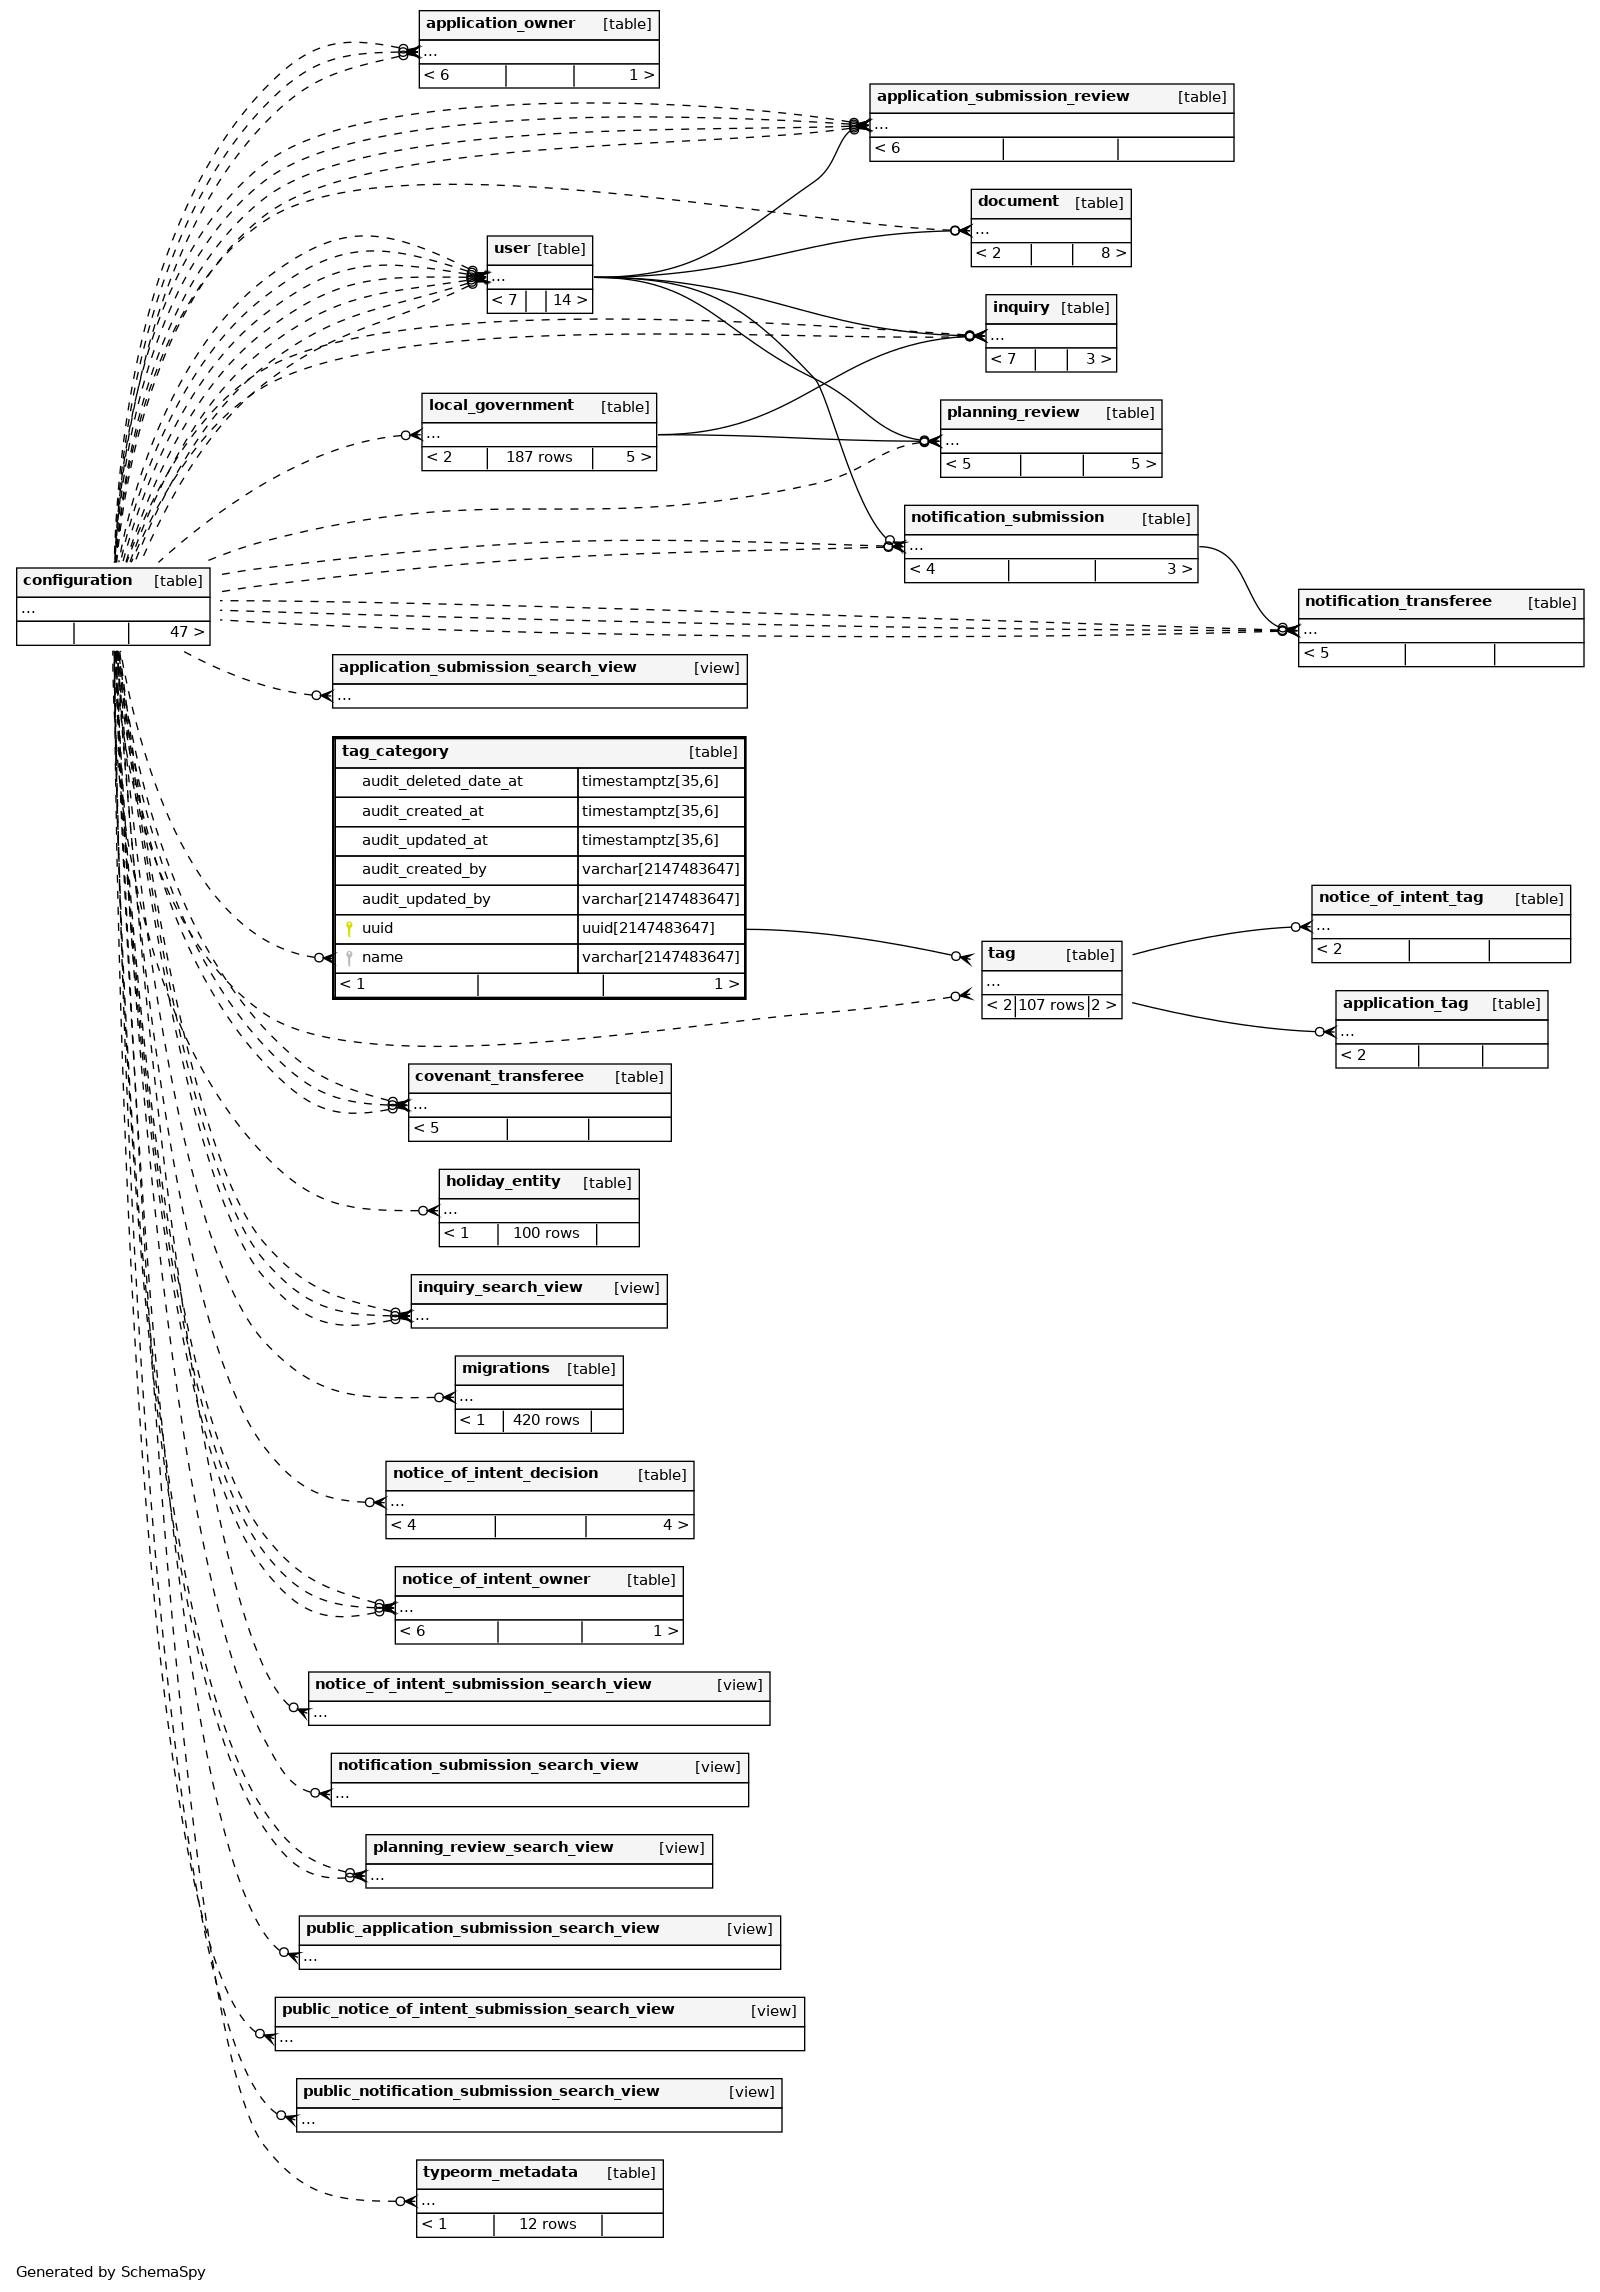 application_owner [table]
...
< 6 1 >
application_submission_review [table]
...
< 6
document [table]
...
< 2 8 >
user [table]
...
< 7 14 >
inquiry [table]
...
< 7 3 >
local_government [table]
...
< 2 187 rows 5 >
planning_review [table]
...
< 5 5 >
notification_submission [table]
...
< 4 3 >
configuration [table]
...
47 >
notification_transferee [table]
...
< 5
application_submission_search_view [view]
...
tag_category [table]
audit_deleted_date_at timestamptz[35,6]
audit_created_at timestamptz[35,6]
audit_updated_at timestamptz[35,6]
audit_created_by varchar[2147483647]
audit_updated_by varchar[2147483647]
uuid uuid[2147483647]
name varchar[2147483647]
< 1 1 >
notice_of_intent_tag [table]
...
< 2
tag [table]
...
< 2 107 rows 2 >
application_tag [table]
...
< 2
covenant_transferee [table]
...
< 5
holiday_entity [table]
...
< 1 100 rows
inquiry_search_view [view]
...
migrations [table]
...
< 1 420 rows
notice_of_intent_decision [table]
...
< 4 4 >
notice_of_intent_owner [table]
...
< 6 1 >
notice_of_intent_submission_search_view [view]
...
notification_submission_search_view [view]
...
planning_review_search_view [view]
...
public_application_submission_search_view [view]
...
public_notice_of_intent_submission_search_view [view]
...
public_notification_submission_search_view [view]
...
typeorm_metadata [table]
...
< 1 12 rows
Generated by SchemaSpy